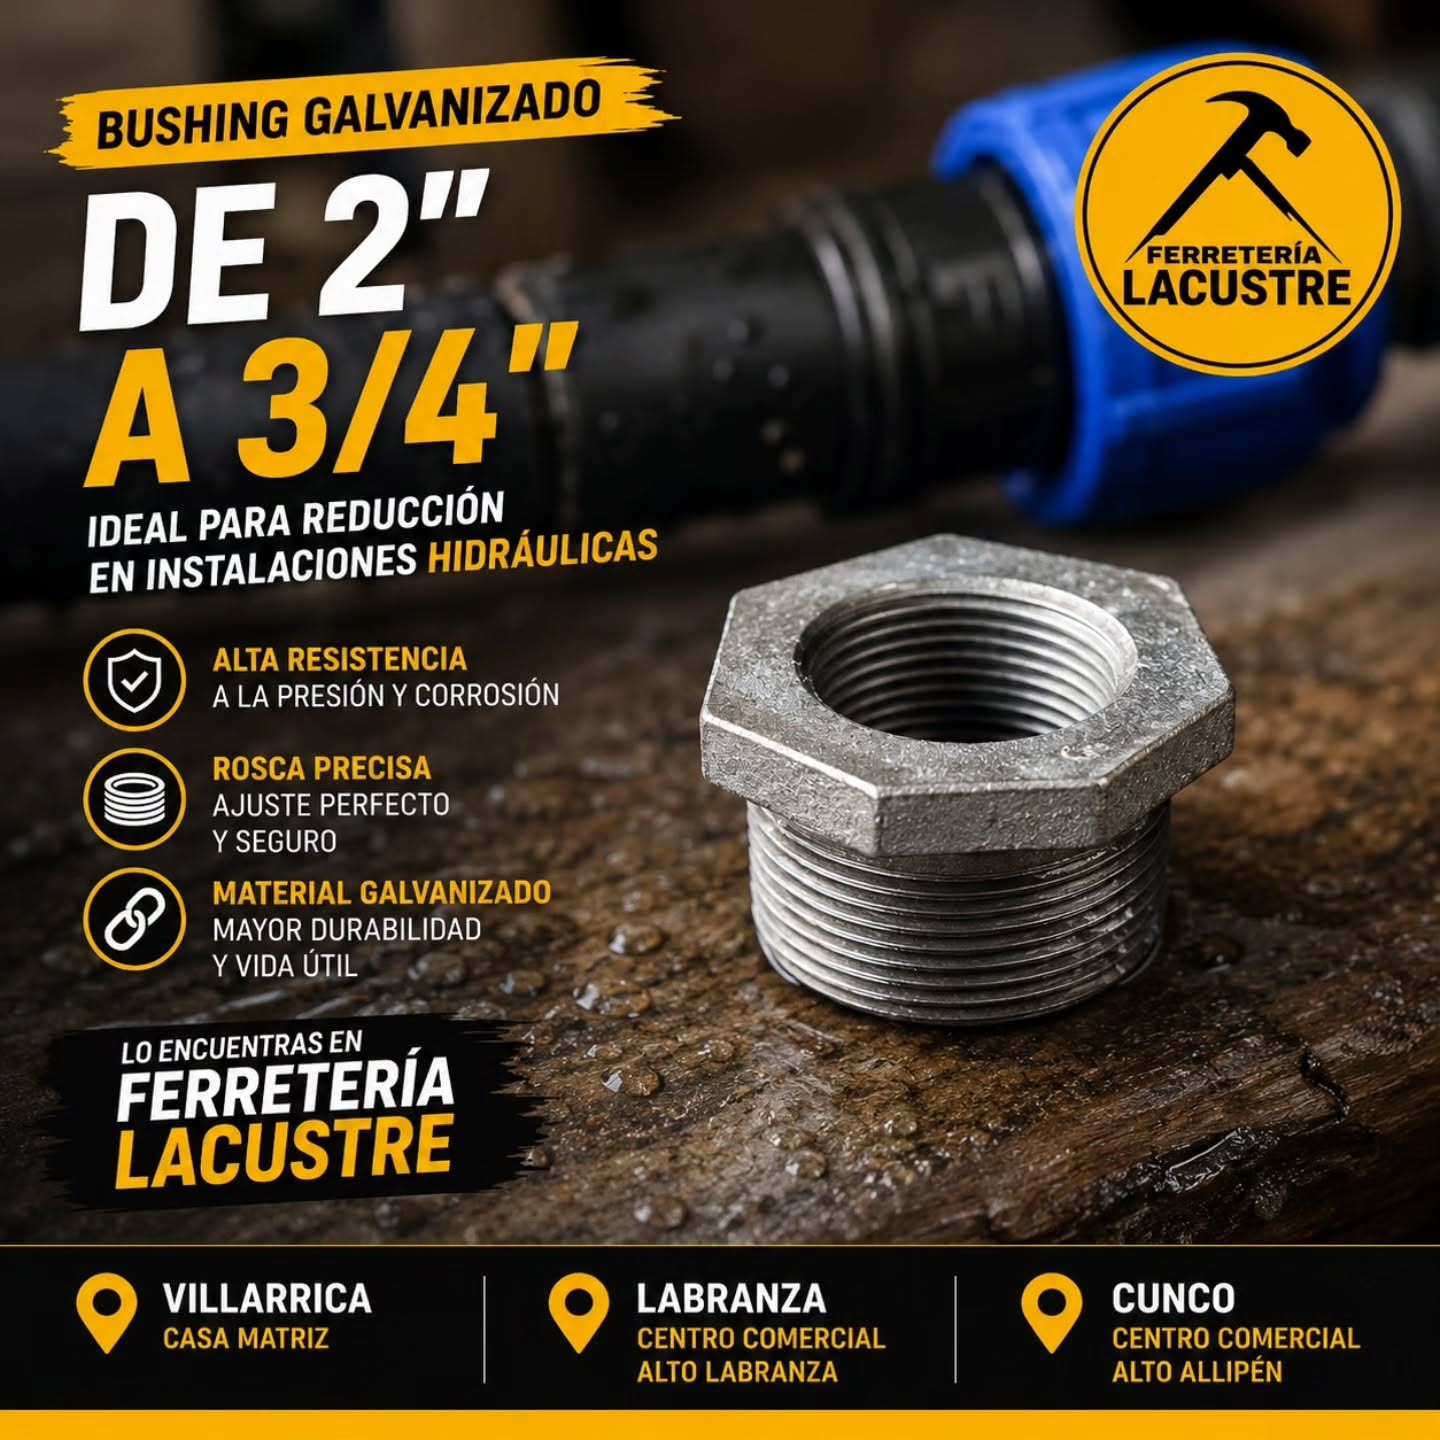 BUSHING GALVANIZADO
DE 2"
A 3/4"
IDEAL PARA REDUCCIÓN
EN INSTALACIONES HIDRÁULICAS
ALTA RESISTENCIA
A LA PRESIÓN Y CORROSIÓN
ROSCA PRECISA
AJUSTE PERFECTO
Y SEGURO
MATERIAL GALVANIZADO
MAYOR DURABILIDAD
Y VIDA ÚTIL
LO ENCUENTRAS EN
FERRETERÍA
LACUSTRE
FERRETERÍA
LACUSTRE
VILLARRICA
CASA MATRIZ
LABRANZA
CENTRO COMERCIAL
ALTO LABRANZA
CUNCO
CENTRO COMERCIAL
ALTO ALLIPÉN